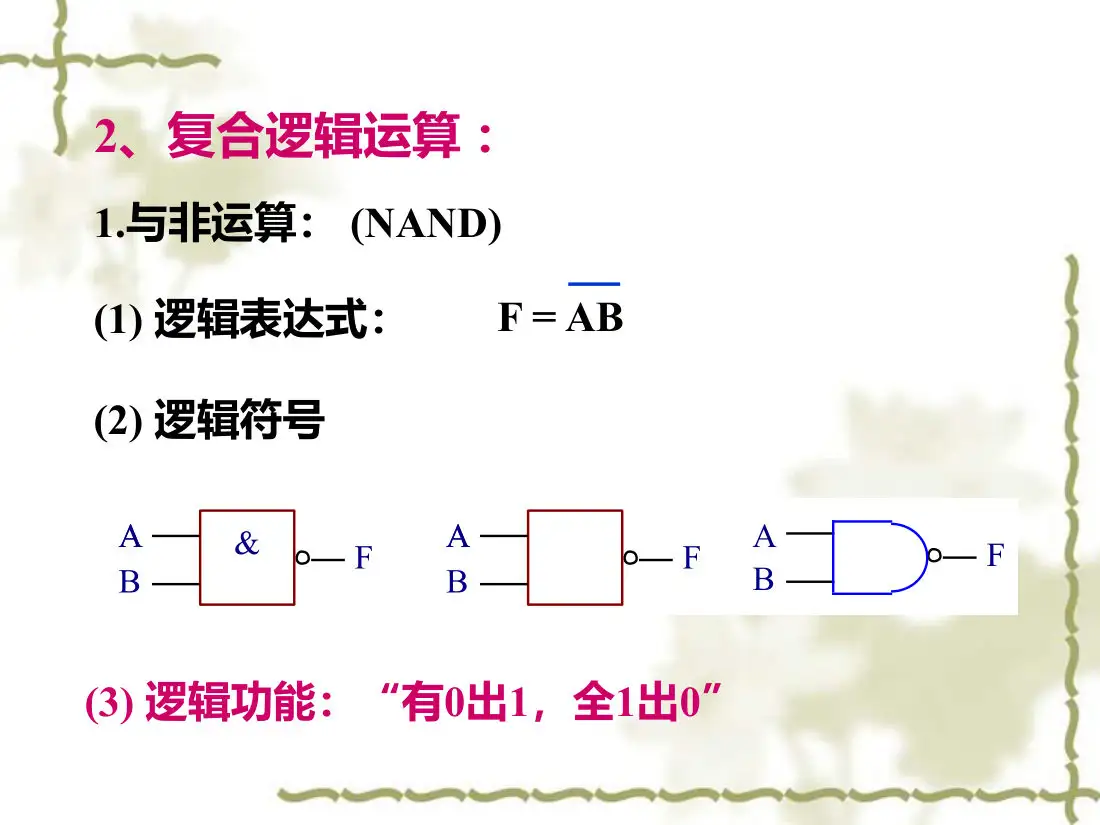 2、复合逻辑运算：
1.与非运算： (NAND)
(1) 逻辑表达式： F = A̅B̅
(2) 逻辑符号
A & F
B
A F
B
A F
B
(3) 逻辑功能：“有0出1，全1出0”